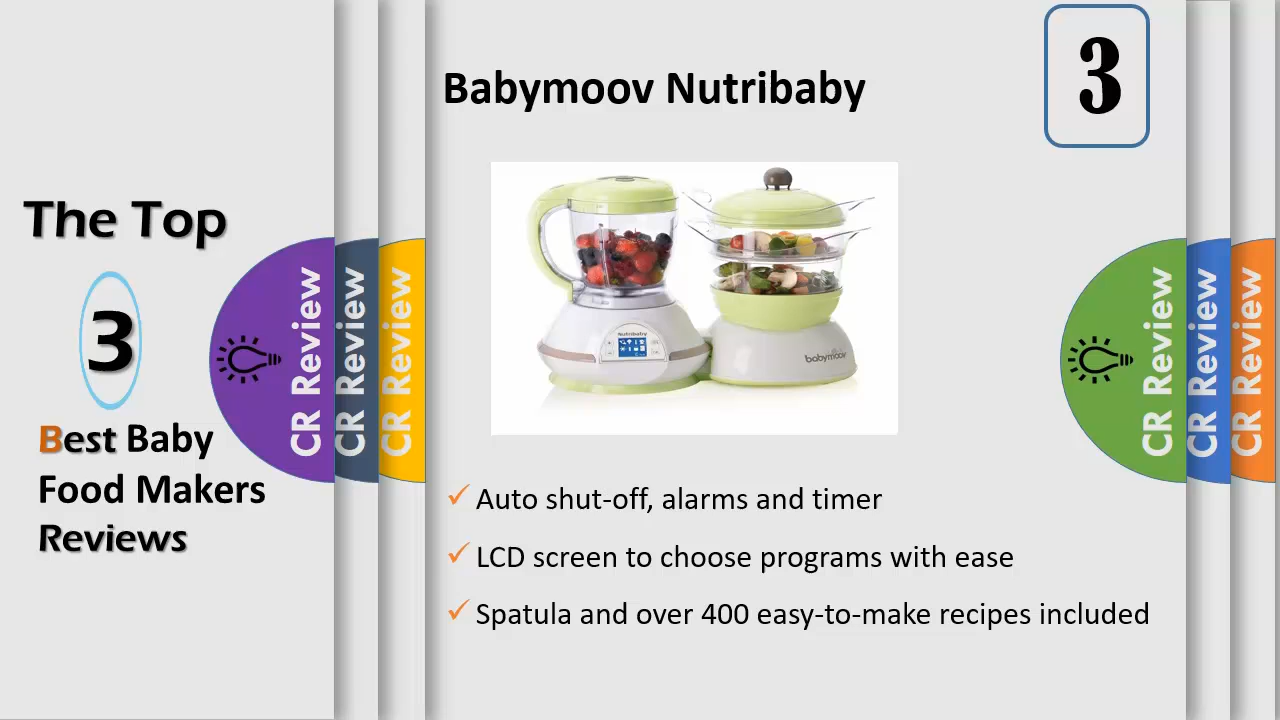 The Top
3
Best Baby
Food Makers
Reviews
CR Review
CR Review
CR Review
Babymoov Nutribaby
3
Nutribaby
babymoov
Auto shut-off, alarms and timer
LCD screen to choose programs with ease
Spatula and over 400 easy-to-make recipes included
CR Review
CR Review
CR Review